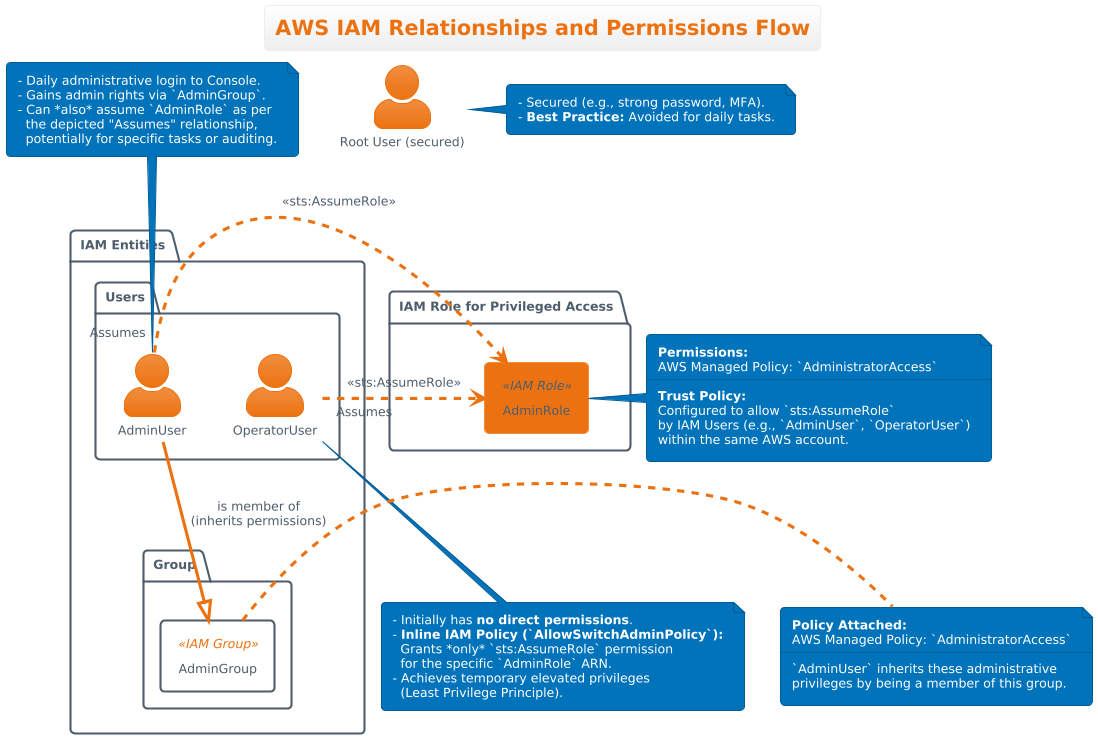 AWS IAM Relationships and Permissions Flow
- Daily administrative login to Console.
- Gains admin rights via `AdminGroup`.
- Can *also* assume `AdminRole` as per
the depicted "Assumes" relationship,
potentially for specific tasks or auditing.
Root User (secured)
- Secured (e.g., strong password, MFA).
- Best Practice: Avoided for daily tasks.
«sts:AssumeRole»
IAM Entities
Users
Assumes
AdminUser
OperatorUser
«sts:AssumeRole»
Assumes
IAM Role for Privileged Access
«IAM Role»
AdminRole
Permissions:
AWS Managed Policy: `AdministratorAccess`
Trust Policy:
Configured to allow `sts:AssumeRole`
by IAM Users (e.g., `AdminUser`, `OperatorUser`)
within the same AWS account.
is member of
(inherits permissions)
Group
«IAM Group»
AdminGroup
- Initially has no direct permissions.
- Inline IAM Policy (`AllowSwitchAdminPolicy`):
Grants *only* `sts:AssumeRole` permission
for the specific `AdminRole` ARN.
- Achieves temporary elevated privileges
(Least Privilege Principle).
Policy Attached:
AWS Managed Policy: `AdministratorAccess`
`AdminUser` inherits these administrative
privileges by being a member of this group.